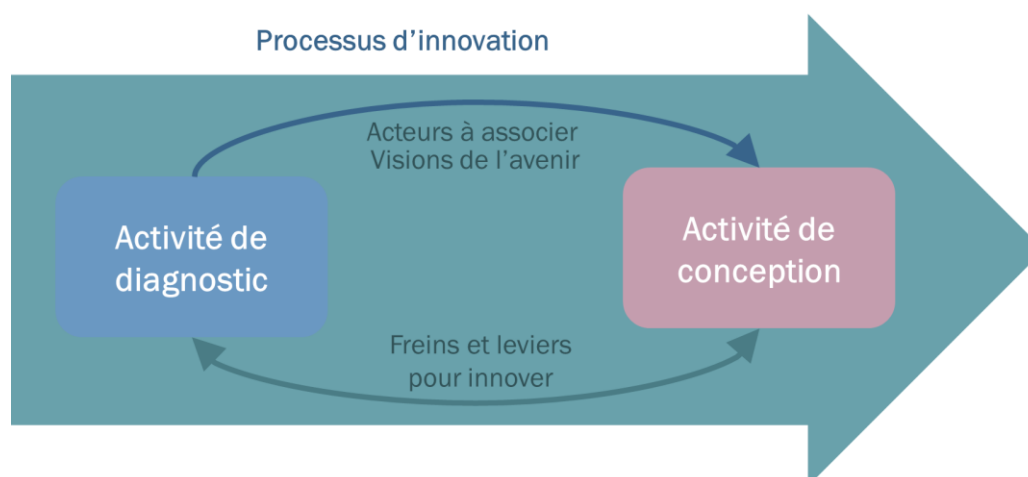 Processus d’innovation
Acteurs à associer
Visions de l’avenir
Activité de
diagnostic
Activité de
conception
Freins et leviers
pour innover